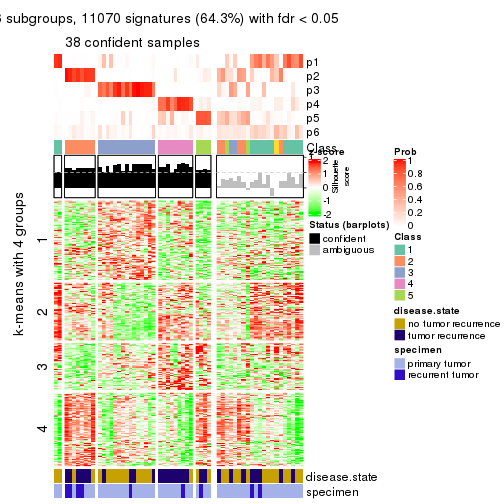 subgroups, 11070 signatures (64.3%) with fdr < 0.05
38 confident samples
p1
p2
p3
p4
p5
p6
Class
z-score
2
1
0
-1
-2
Silhouette
score
Prob
1
0.8
0.6
0.4
0.2
0
Status (barplots)
confident
ambiguous
Class
1
2
3
4
5
disease.state
no tumor recurrence
tumor recurrence
specimen
primary tumor
recurrent tumor
k-means with 4 groups
1
2
3
4
disease.state
specimen